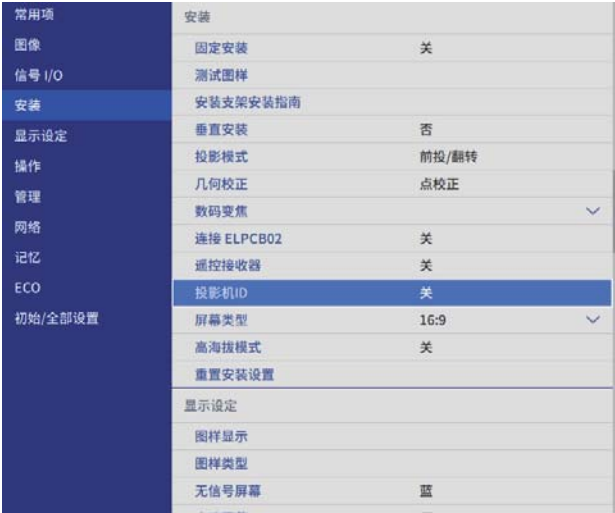 常用项
图像
信号 I/O
安装
显示设定
操作
管理
网络
记忆
ECO
初始/全部设置
安装
固定安装 关
测试图样
安装支架安装指南
垂直安装 否
投影模式 前投/翻转
几何校正 点校正
数码变焦
连接 ELPCB02 关
遥控接收器 关
投影机ID 关
屏幕类型 16:9
高海拔模式 关
重置安装设置
显示设定
图样显示
图样类型
无信号屏幕 蓝